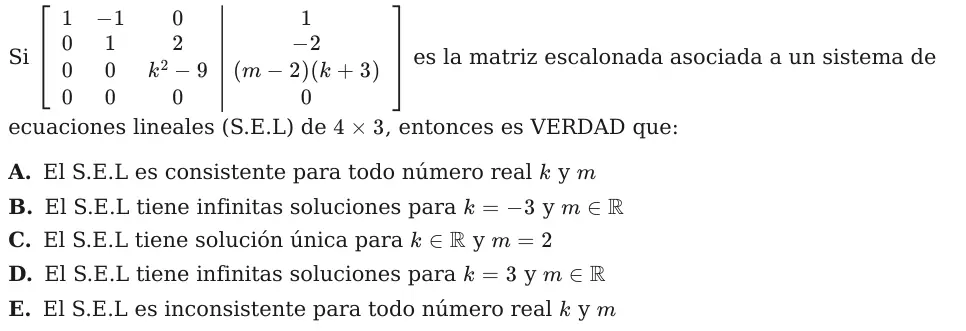 1 −1 0 1
0 1 2 −2
Si 0 0 k² − 9 (m − 2)(k + 3) es la matriz escalonada asociada a un sistema de
0 0 0 0
ecuaciones lineales (S.E.L) de 4 × 3, entonces es VERDAD que:
A. El S.E.L es consistente para todo número real k y m
B. El S.E.L tiene infinitas soluciones para k = −3 y m ∈ ℝ
C. El S.E.L tiene solución única para k ∈ ℝ y m = 2
D. El S.E.L tiene infinitas soluciones para k = 3 y m ∈ ℝ
E. El S.E.L es inconsistente para todo número real k y m